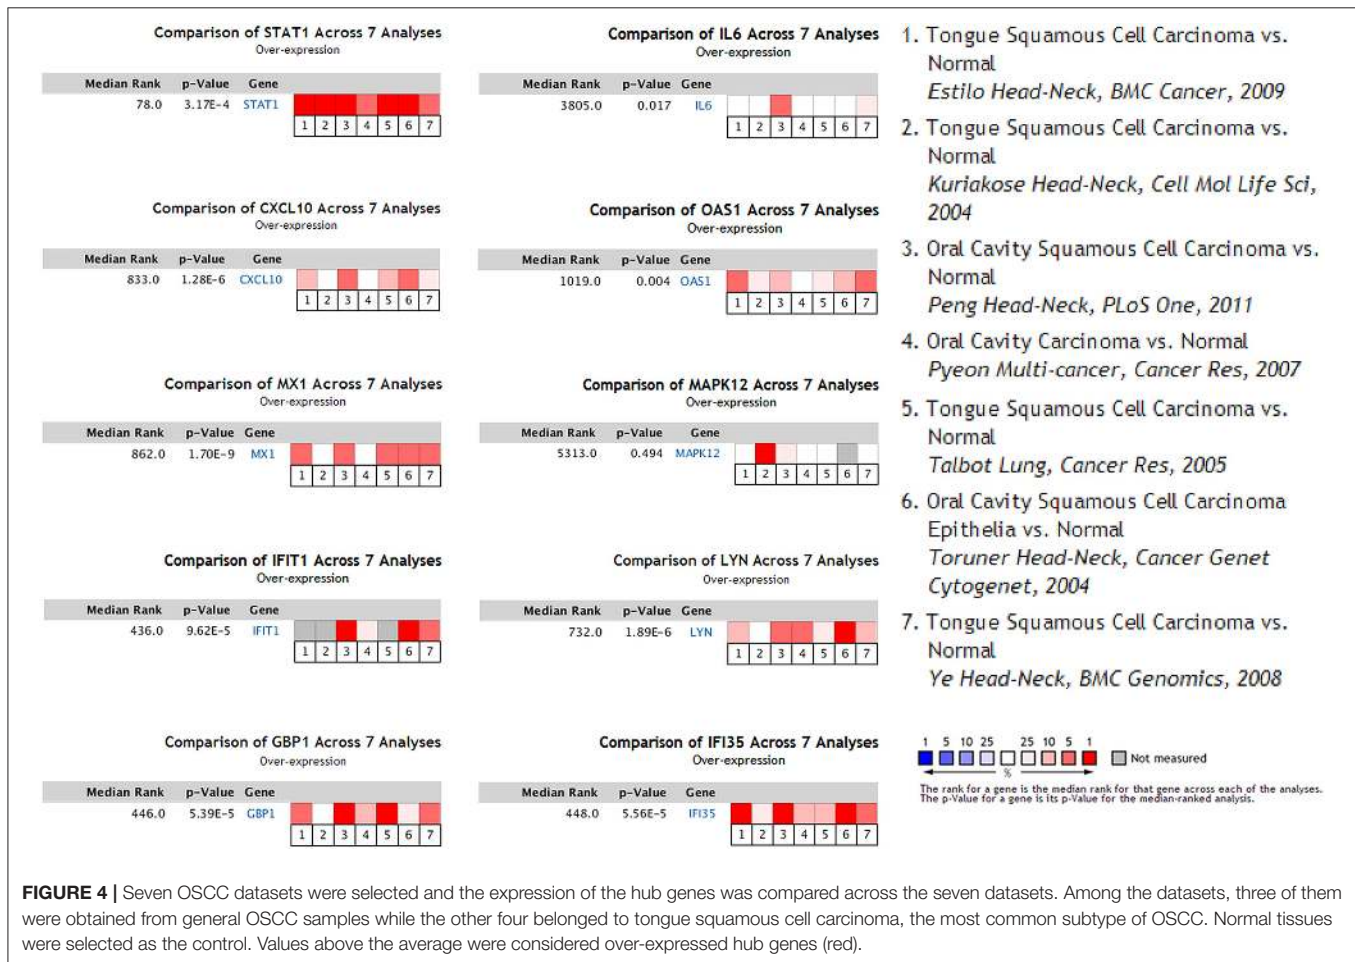 Comparison of STAT1 Across 7 Analyses
Over-expression
Median Rank p-Value Gene
78.0 3.17E-4 STAT1
1 2 3 4 5 6 7
Comparison of CXCL10 Across 7 Analyses
Over-expression
Median Rank p-Value Gene
833.0 1.28E-6 CXCL10
1 2 3 4 5 6 7
Comparison of MX1 Across 7 Analyses
Over-expression
Median Rank p-Value Gene
862.0 1.70E-9 MX1
1 2 3 4 5 6 7
Comparison of IFIT1 Across 7 Analyses
Over-expression
Median Rank p-Value Gene
436.0 9.62E-5 IFIT1
1 2 3 4 5 6 7
Comparison of GBP1 Across 7 Analyses
Over-expression
Median Rank p-Value Gene
446.0 5.39E-5 GBP1
1 2 3 4 5 6 7
Comparison of IL6 Across 7 Analyses
Over-expression
Median Rank p-Value Gene
3805.0 0.017 IL6
1 2 3 4 5 6 7
Comparison of OAS1 Across 7 Analyses
Over-expression
Median Rank p-Value Gene
1019.0 0.004 OAS1
1 2 3 4 5 6 7
Comparison of MAPK12 Across 7 Analyses
Over-expression
Median Rank p-Value Gene
5313.0 0.494 MAPK12
1 2 3 4 5 6 7
Comparison of LYN Across 7 Analyses
Over-expression
Median Rank p-Value Gene
732.0 1.89E-6 LYN
1 2 3 4 5 6 7
Comparison of IFI35 Across 7 Analyses
Over-expression
Median Rank p-Value Gene
448.0 5.56E-5 IFI35
1 2 3 4 5 6 7
1. Tongue Squamous Cell Carcinoma vs.
Normal
Estilo Head-Neck, BMC Cancer, 2009
2. Tongue Squamous Cell Carcinoma vs.
Normal
Kuriakose Head-Neck, Cell Mol Life Sci,
2004
3. Oral Cavity Squamous Cell Carcinoma vs.
Normal
Peng Head-Neck, PLoS One, 2011
4. Oral Cavity Carcinoma vs. Normal
Pyeon Multi-cancer, Cancer Res, 2007
5. Tongue Squamous Cell Carcinoma vs.
Normal
Talbot Lung, Cancer Res, 2005
6. Oral Cavity Squamous Cell Carcinoma
Epithelia vs. Normal
Toruner Head-Neck, Cancer Genet
Cytogenet, 2004
7. Tongue Squamous Cell Carcinoma vs.
Normal
Ye Head-Neck, BMC Genomics, 2008
1 5 10 25 25 10 5 1
Not measured
%
The rank for a gene is the median rank for that gene across each of the analyses.
The p-Value for a gene is its p-Value for the median-ranked analysis.
FIGURE 4 | Seven OSCC datasets were selected and the expression of the hub genes was compared across the seven datasets. Among the datasets, three of them
were obtained from general OSCC samples while the other four belonged to tongue squamous cell carcinoma, the most common subtype of OSCC. Normal tissues
were selected as the control. Values above the average were considered over-expressed hub genes (red).